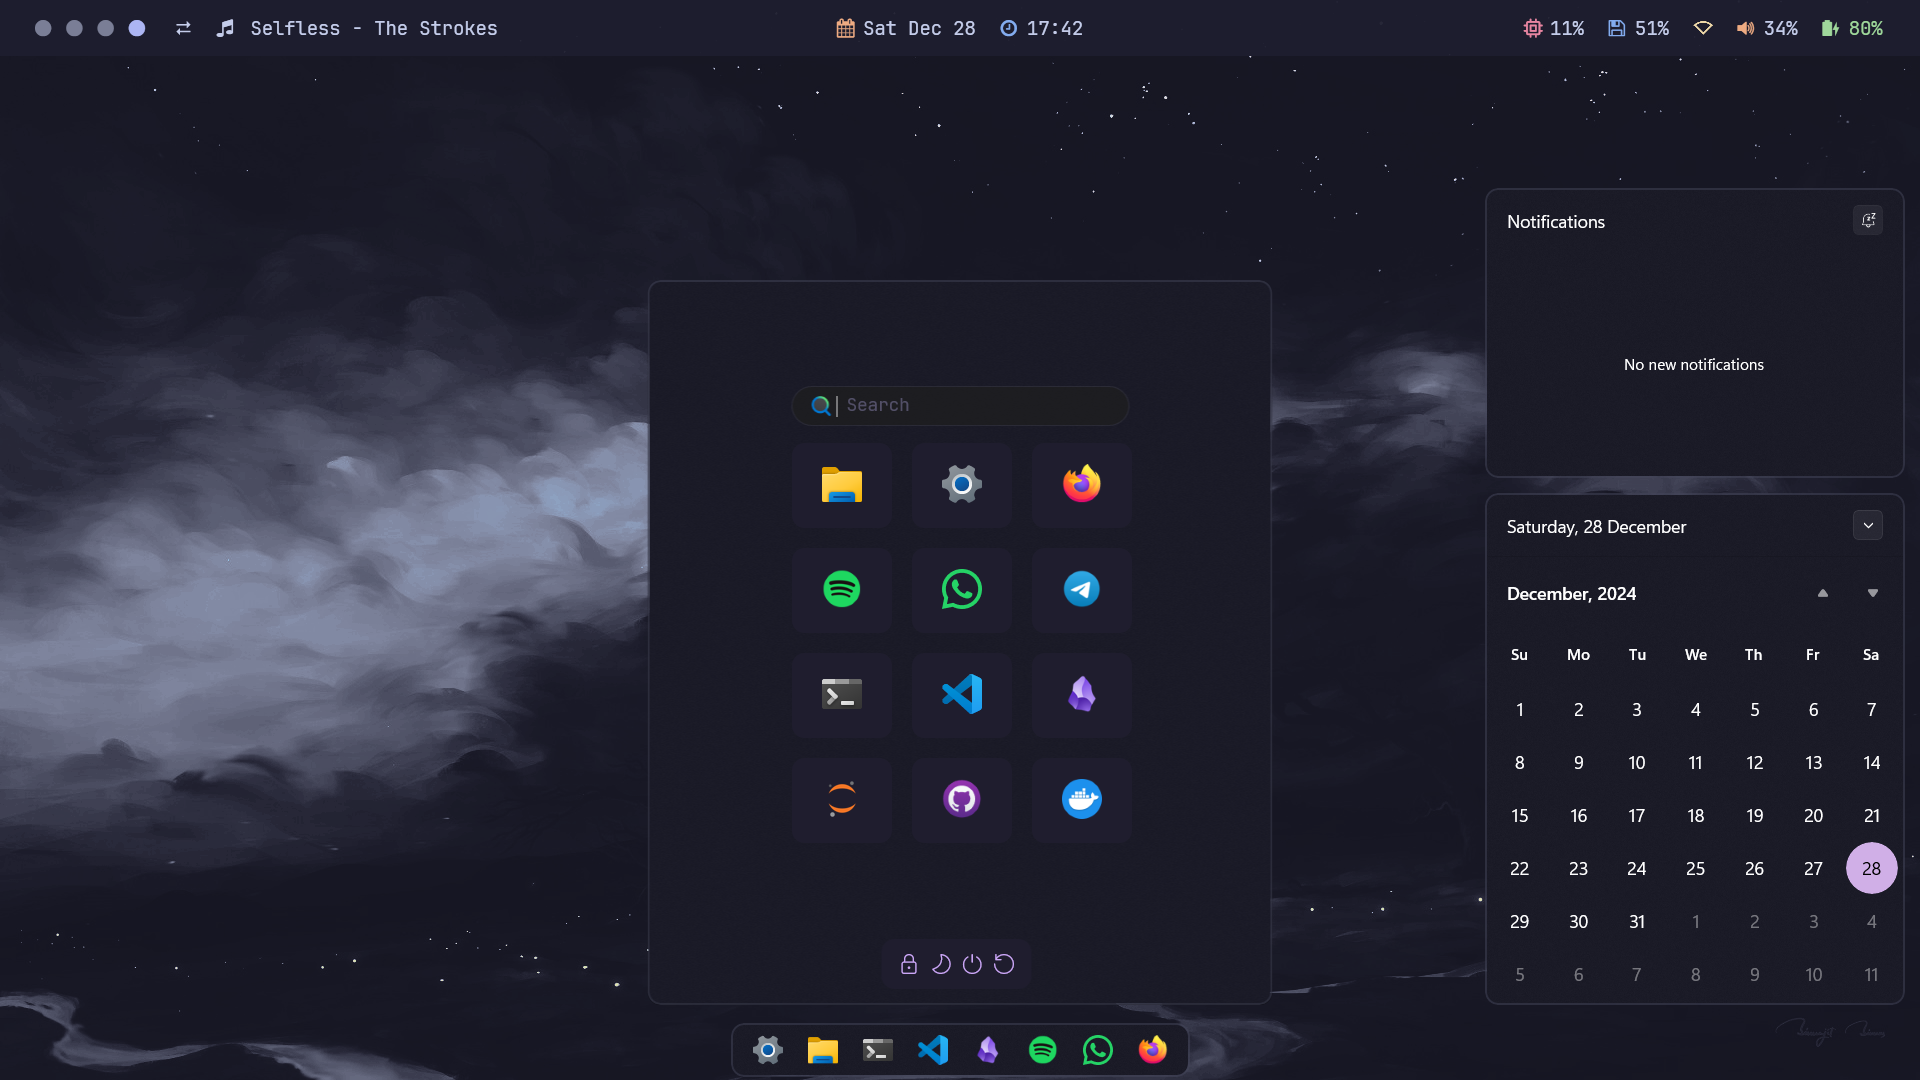 Selfless - The Strokes
Sat Dec 28 17:42
11% 51% 34% 80%
Notifications
No new notifications
Search
Saturday, 28 December
December, 2024
Su Mo Tu We Th Fr Sa
1 2 3 4 5 6 7
8 9 10 11 12 13 14
15 16 17 18 19 20 21
22 23 24 25 26 27 28
29 30 31 1 2 3 4
5 6 7 8 9 10 11